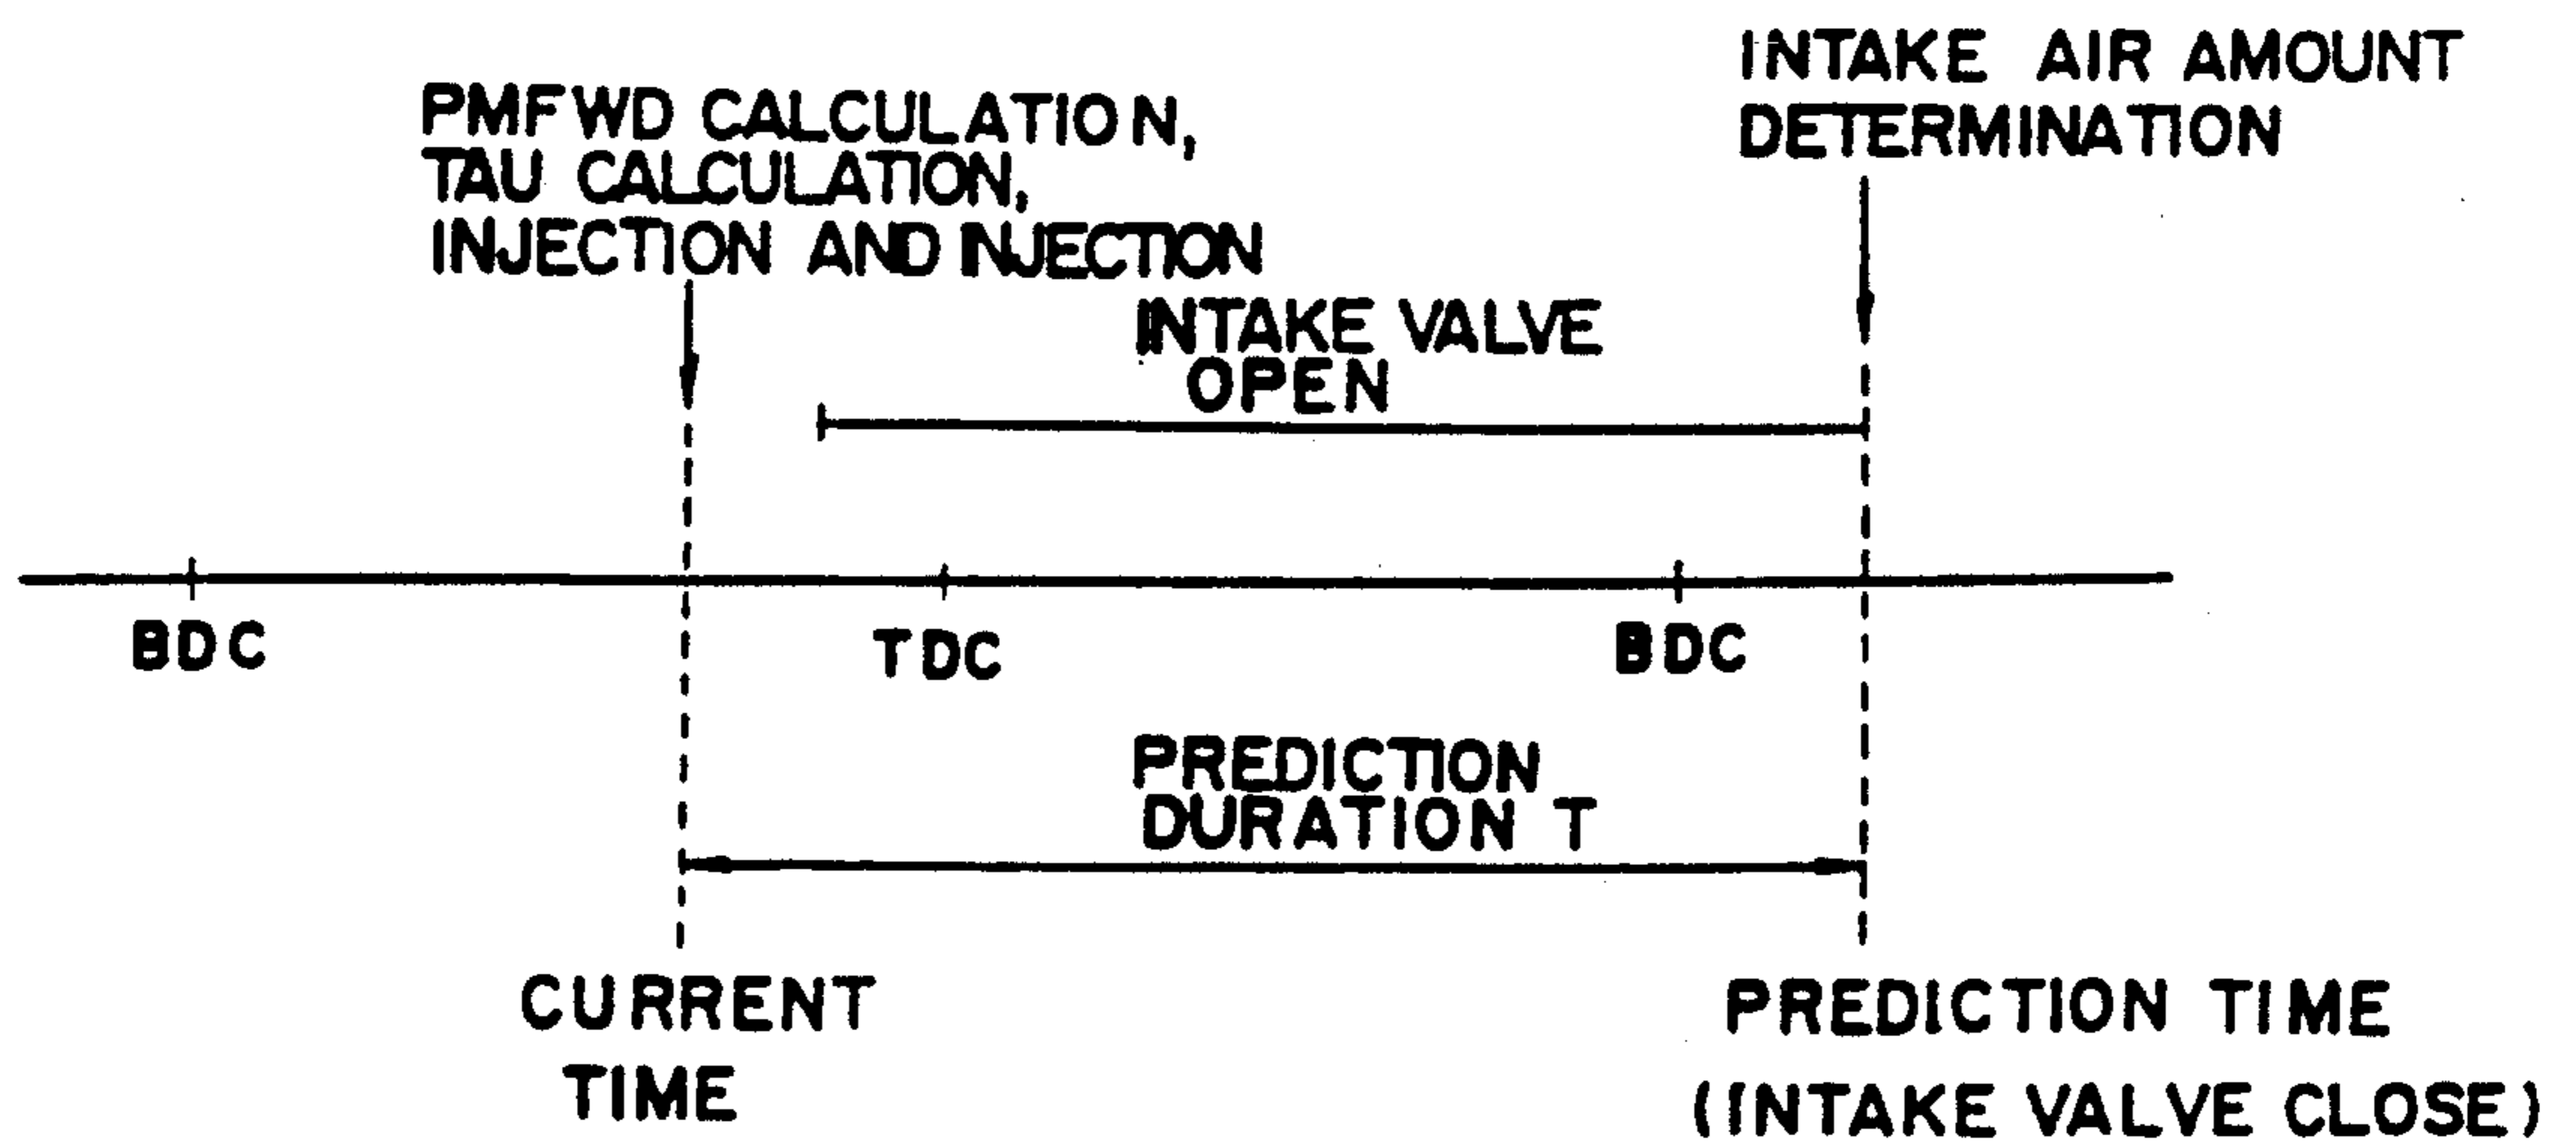 INTAKE AIR AMOUNT
DETERMINATION
PMFWD CALCULATION,
TAU CALCULATION,
INJECTION AND INJECTION
INTAKE VALVE
OPEN
BDC
TDC
BDC
PREDICTION
DURATION T
CURRENT
TIME
PREDICTION TIME
(INTAKE VALVE CLOSE)